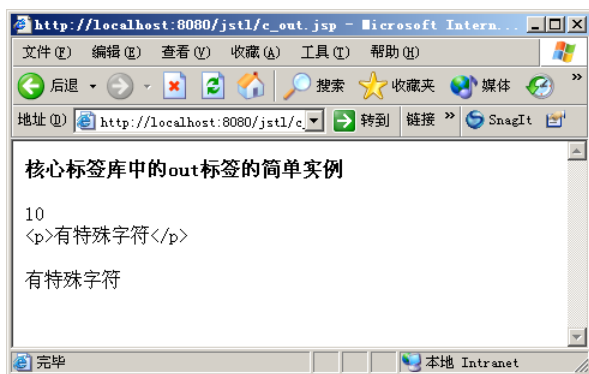 http://localhost:8080/jstl/c_out.jsp - Microsoft Intern...
文件(F) 编辑(E) 查看(V) 收藏(A) 工具(T) 帮助(H)
后退 搜索 收藏夹 媒体 »
地址(D) http://localhost:8080/jstl/c 转到 链接 » SnagIt
核心标签库中的out标签的简单实例
10
<p>有特殊字符</p>
有特殊字符
完毕 本地 Intranet